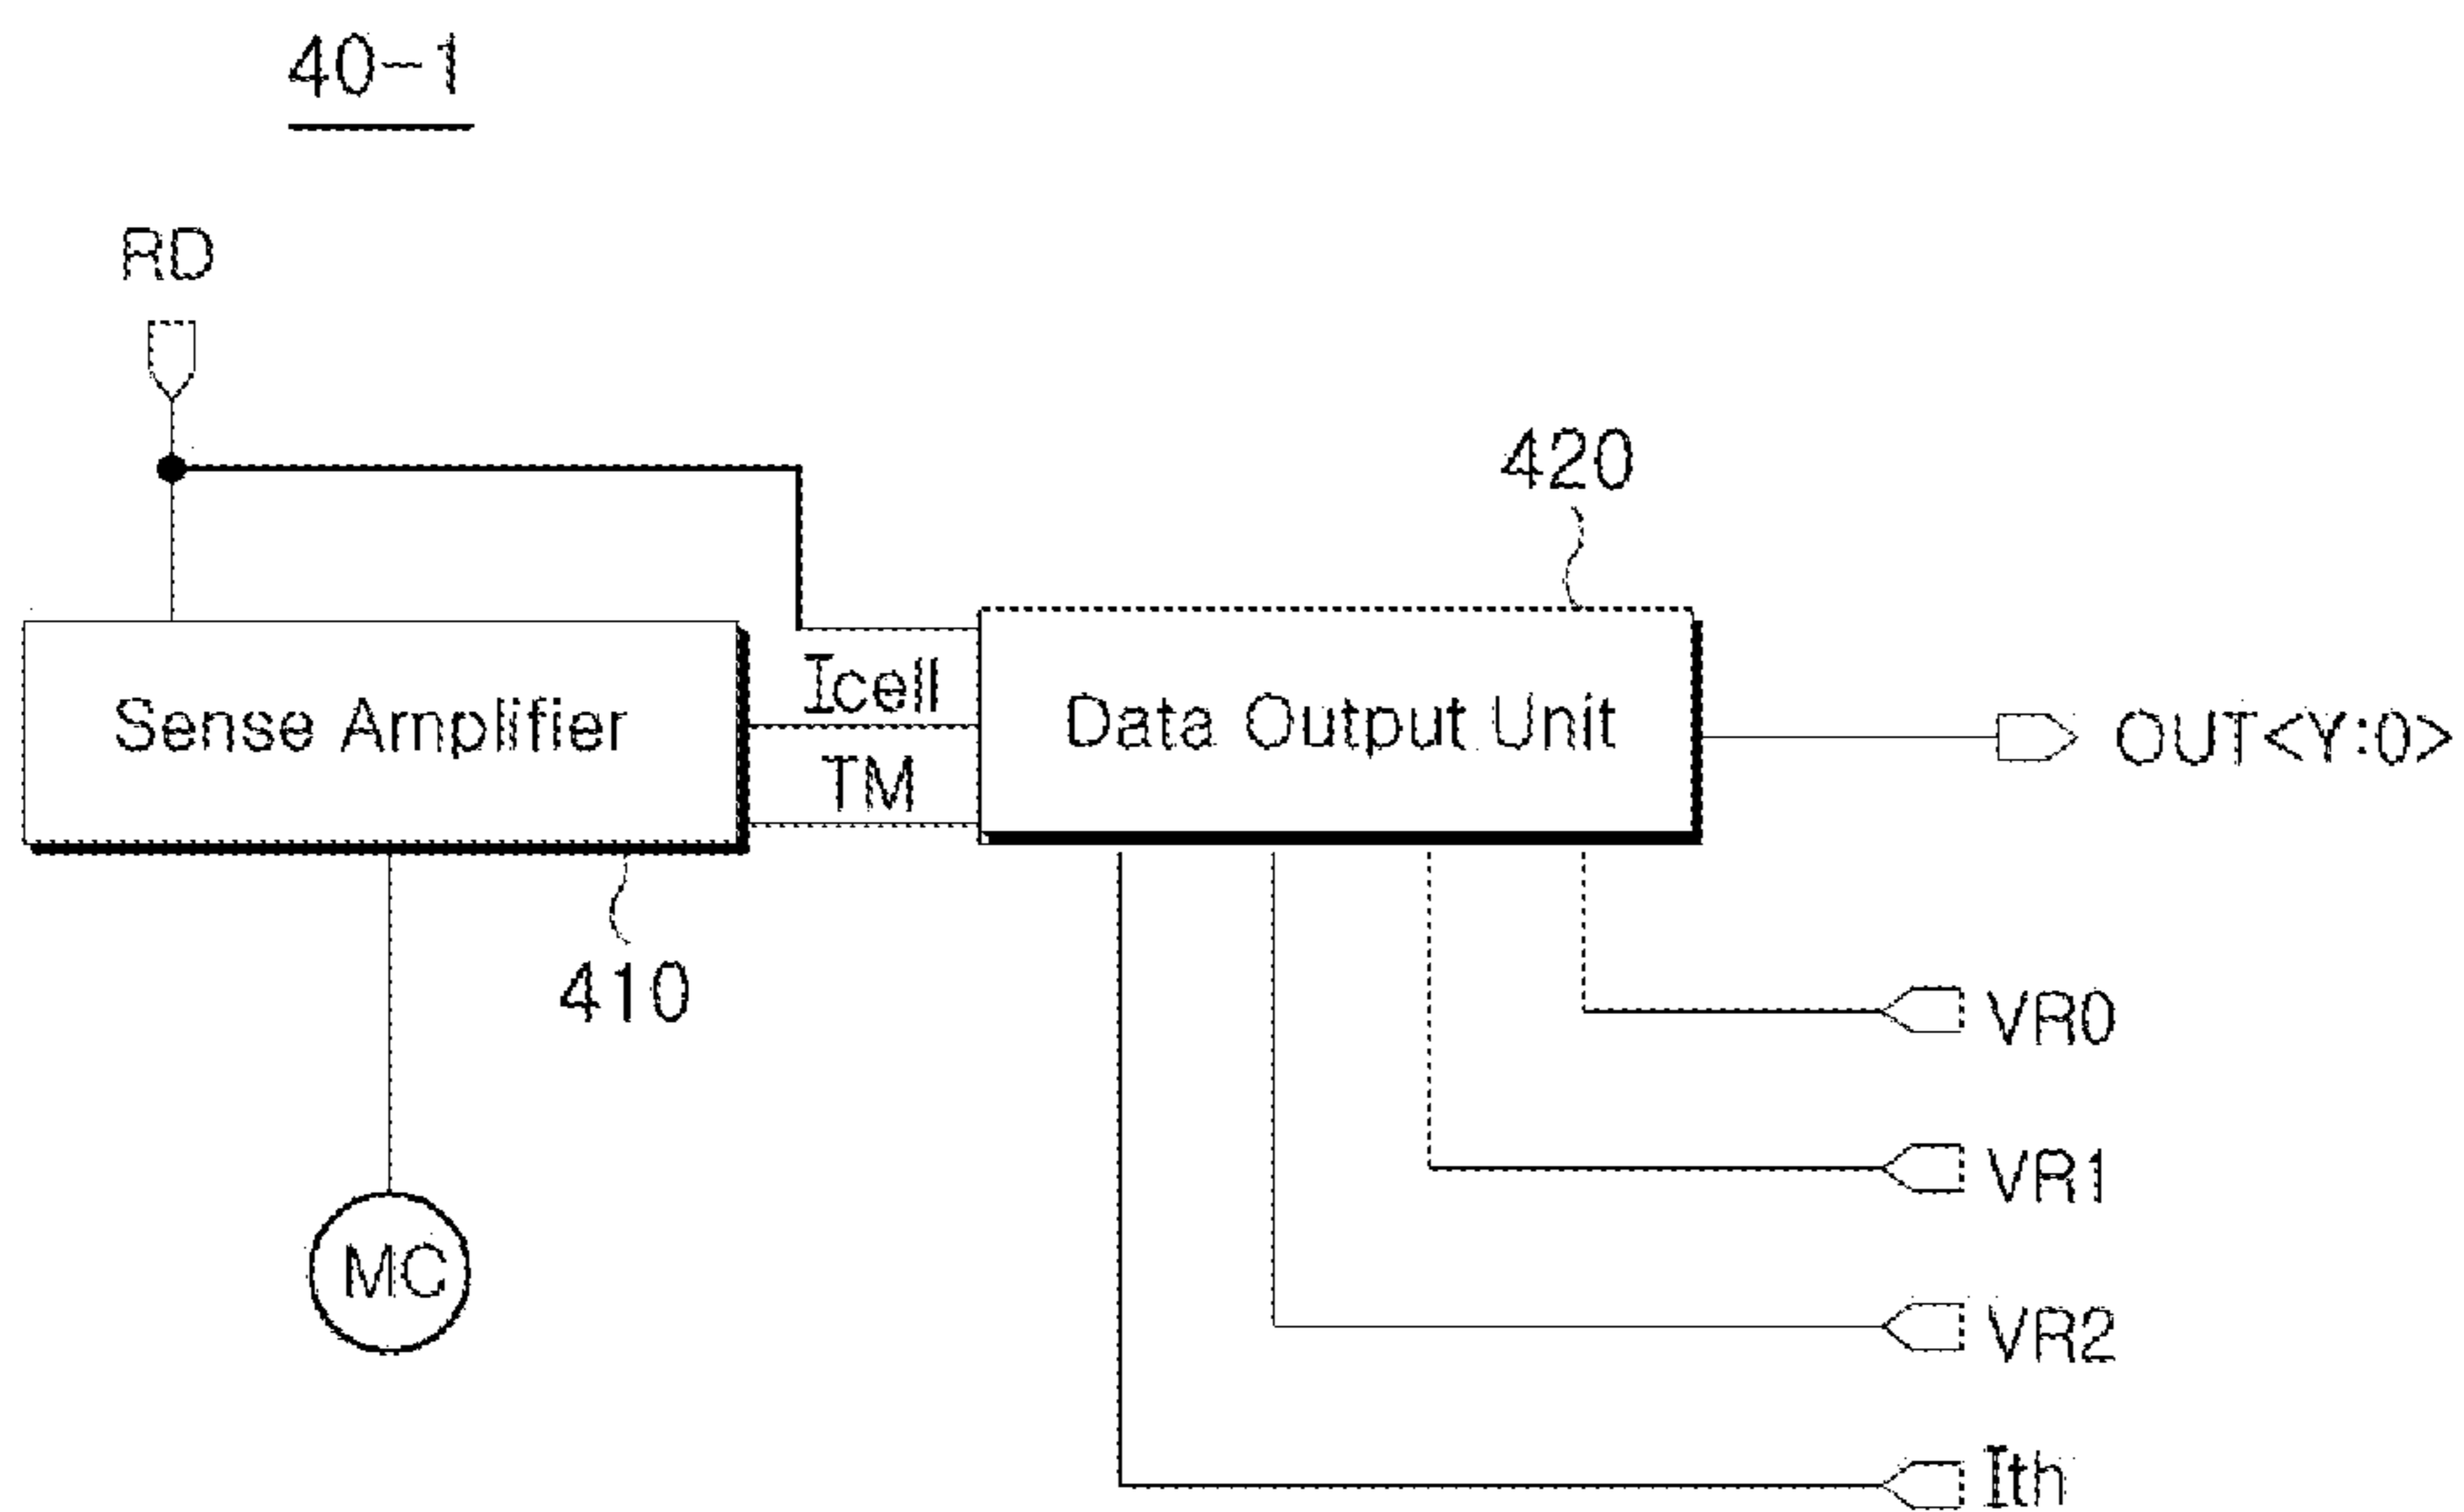 40-1
RD
420
Icell
Sense Amplifier
Data Output Unit
OUT<Y:0>
TM
410
VR0
VR1
MC
VR2
Ith